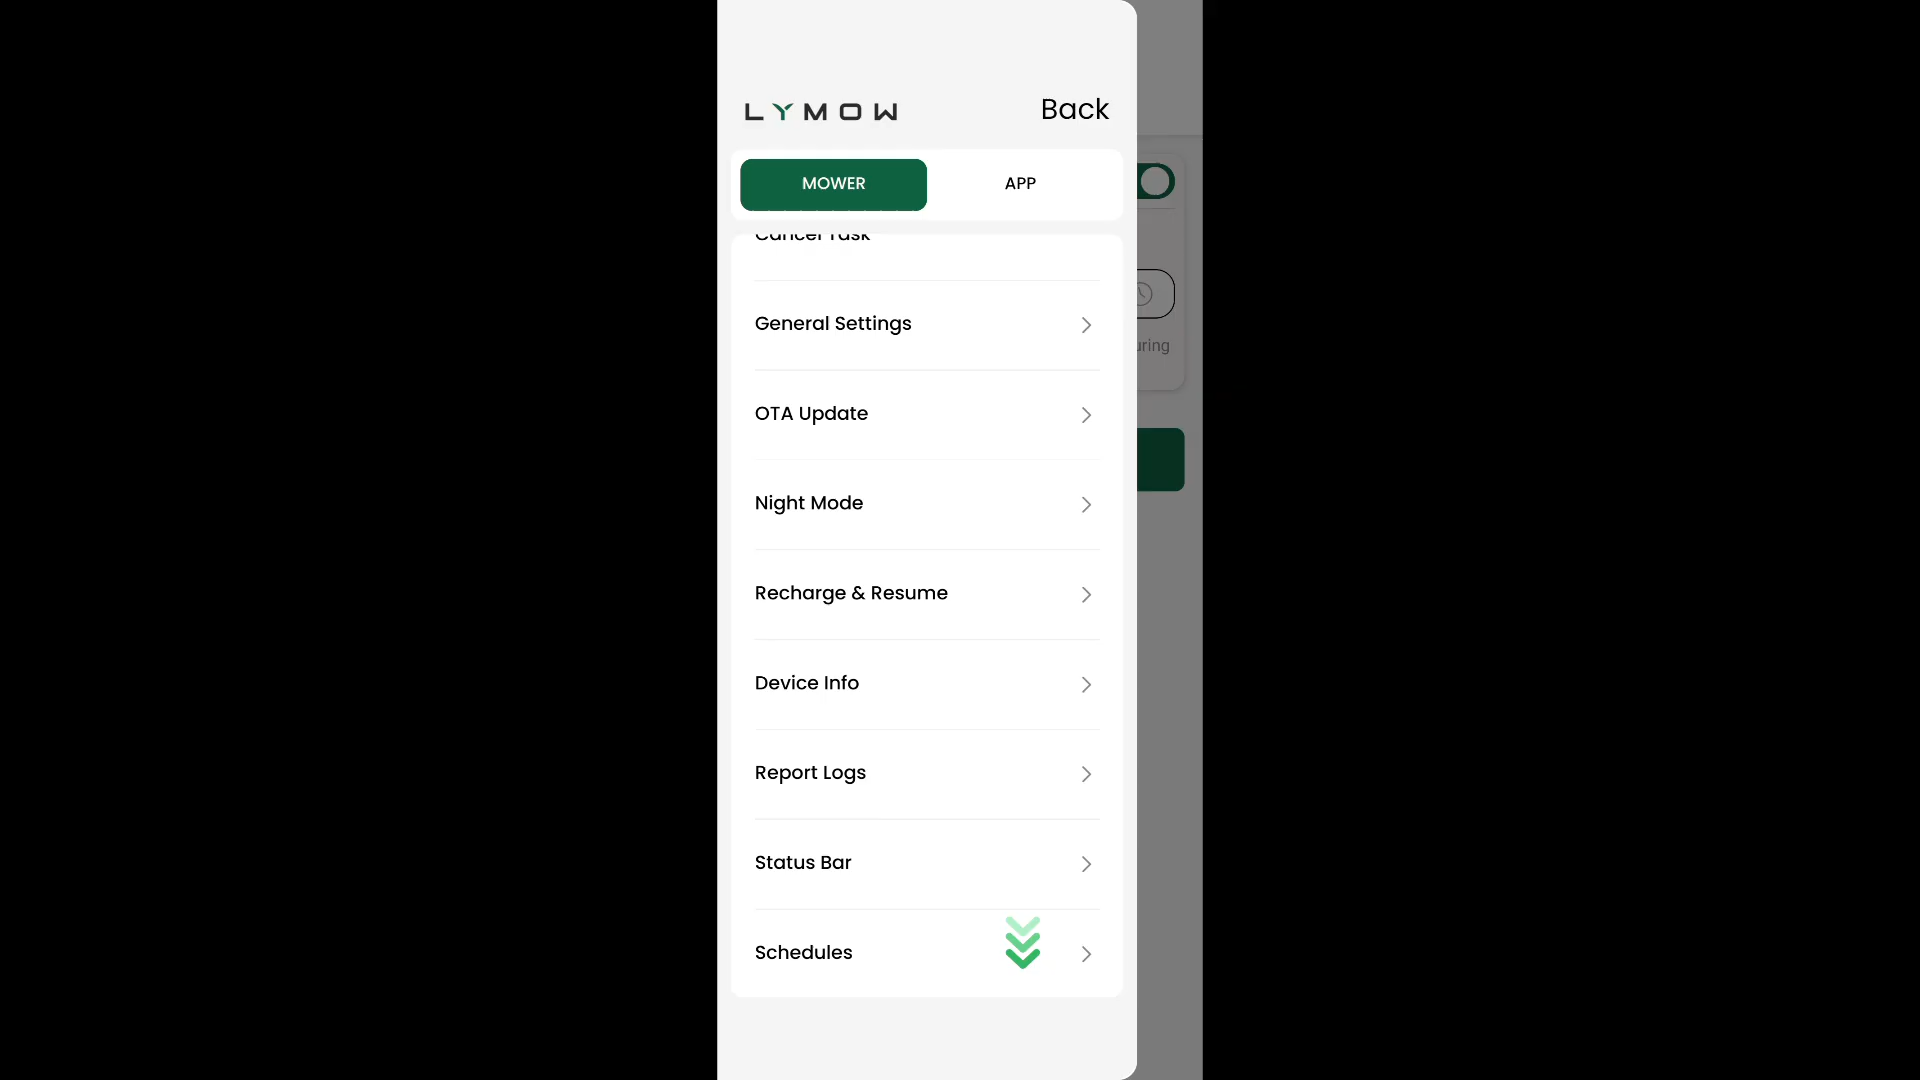 LYMOW
Back
MOWER
APP
Cancel Task
General Settings
OTA Update
Night Mode
Recharge & Resume
Device Info
Report Logs
Status Bar
Schedules